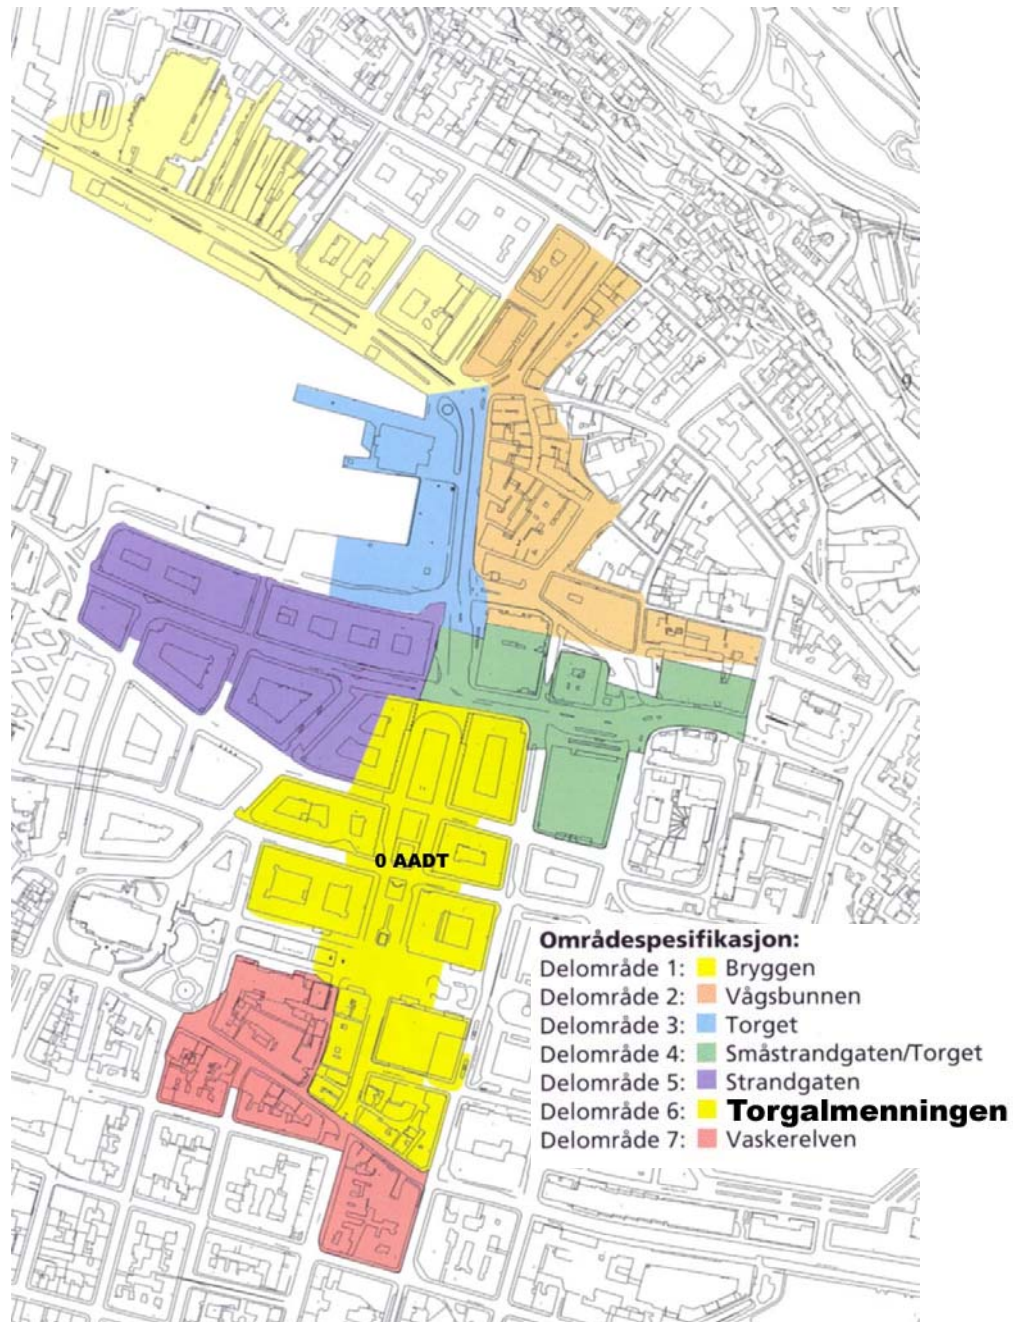 0 AADT
Områdespesifikasjon:
Delområde 1: Bryggen
Delområde 2: Vågsbunnen
Delområde 3: Torget
Delområde 4: Småstrandgaten/Torget
Delområde 5: Strandgaten
Delområde 6: Torgalmenningen
Delområde 7: Vaskerelven